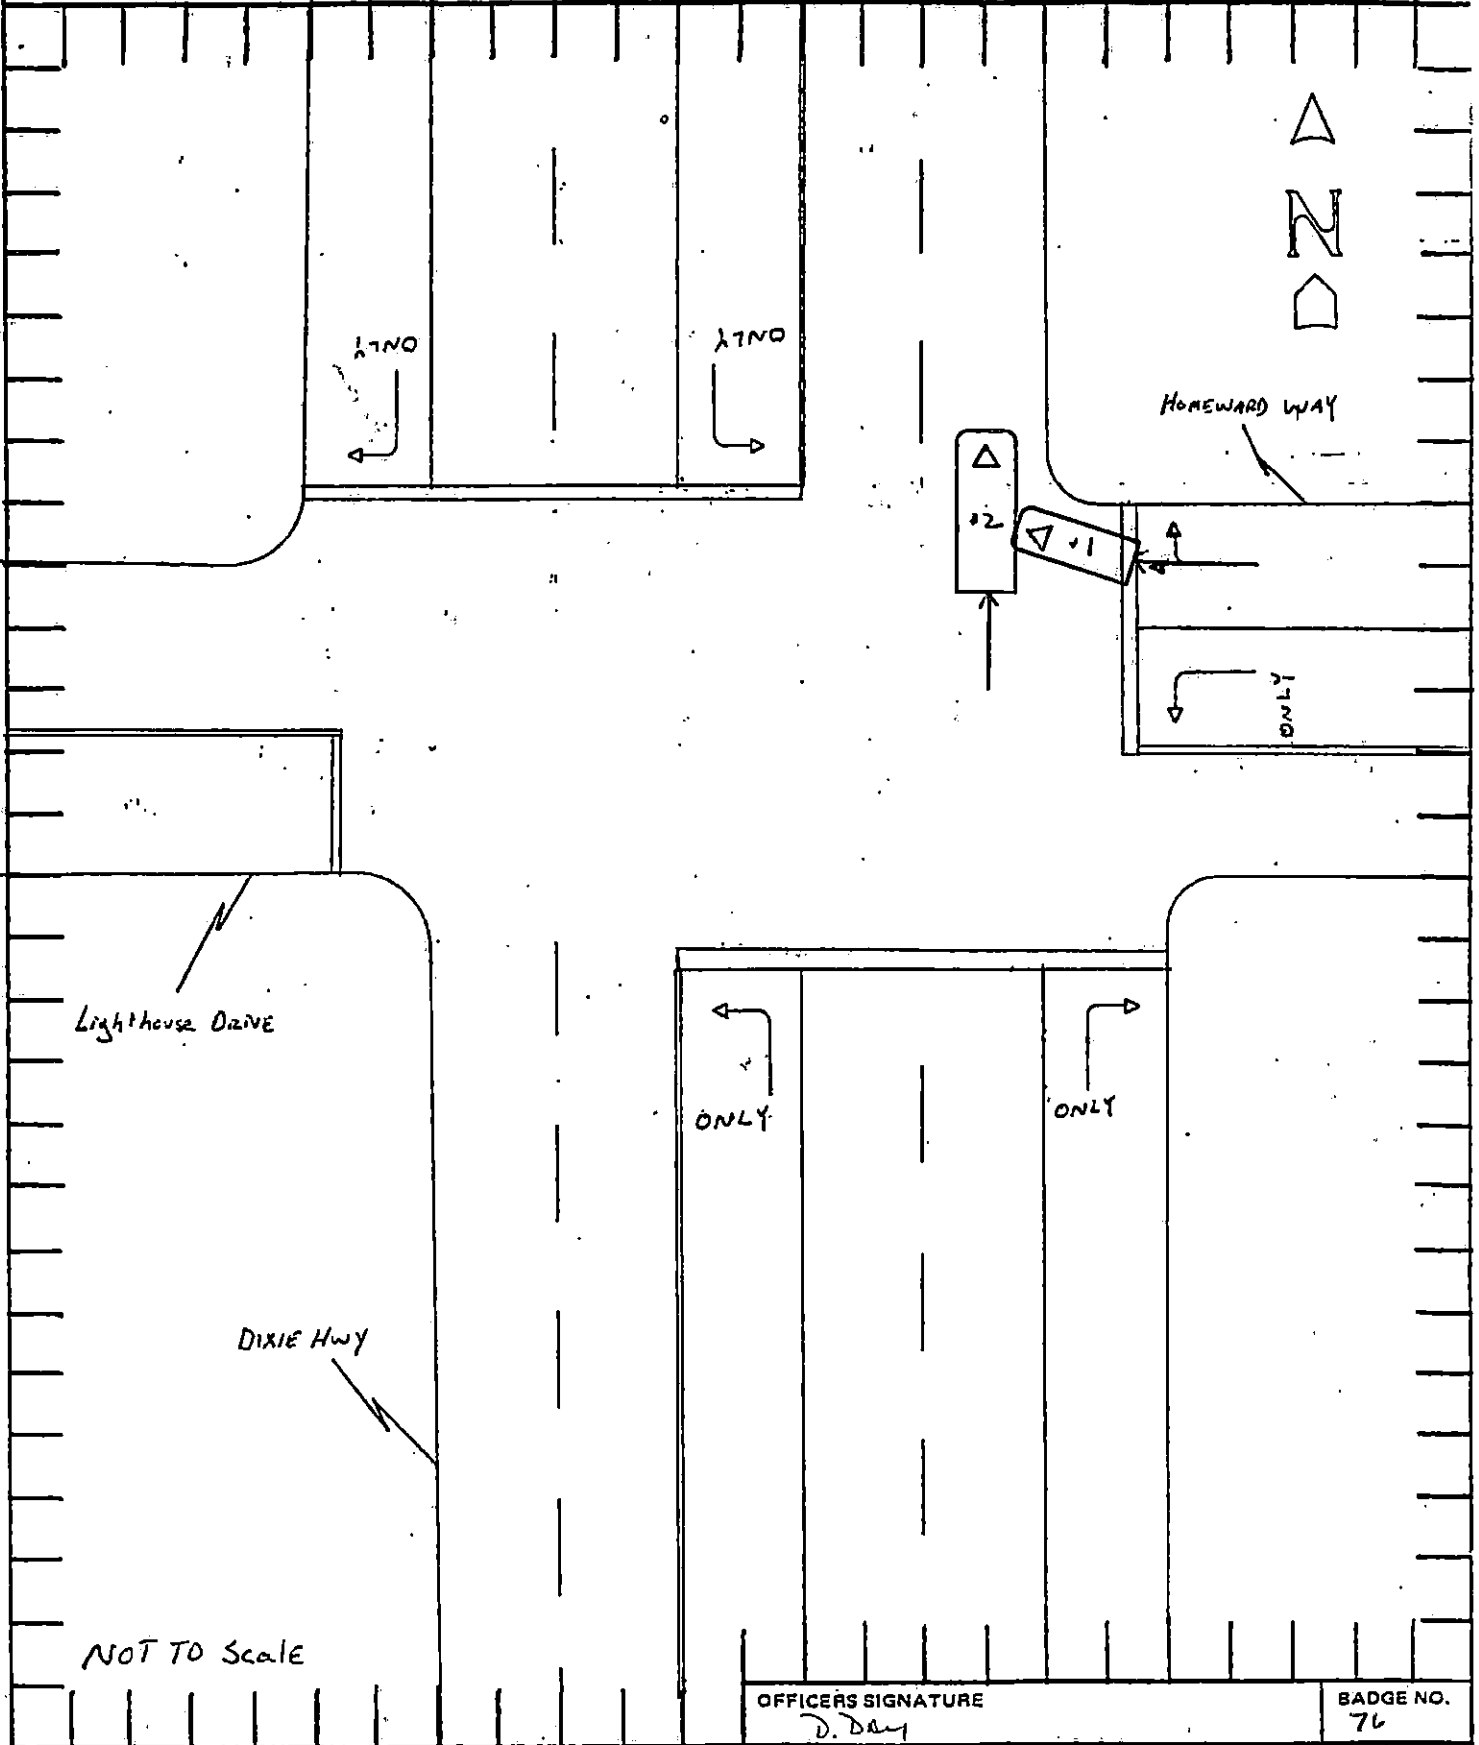 N
ONLY
ONLY
HOMEWARD WAY
#2
#1
ONLY
Lighthouse Drive
ONLY
ONLY
DIXIE HWY
NOT TO Scale
OFFICERS SIGNATURE
BADGE NO.
D. Day
76